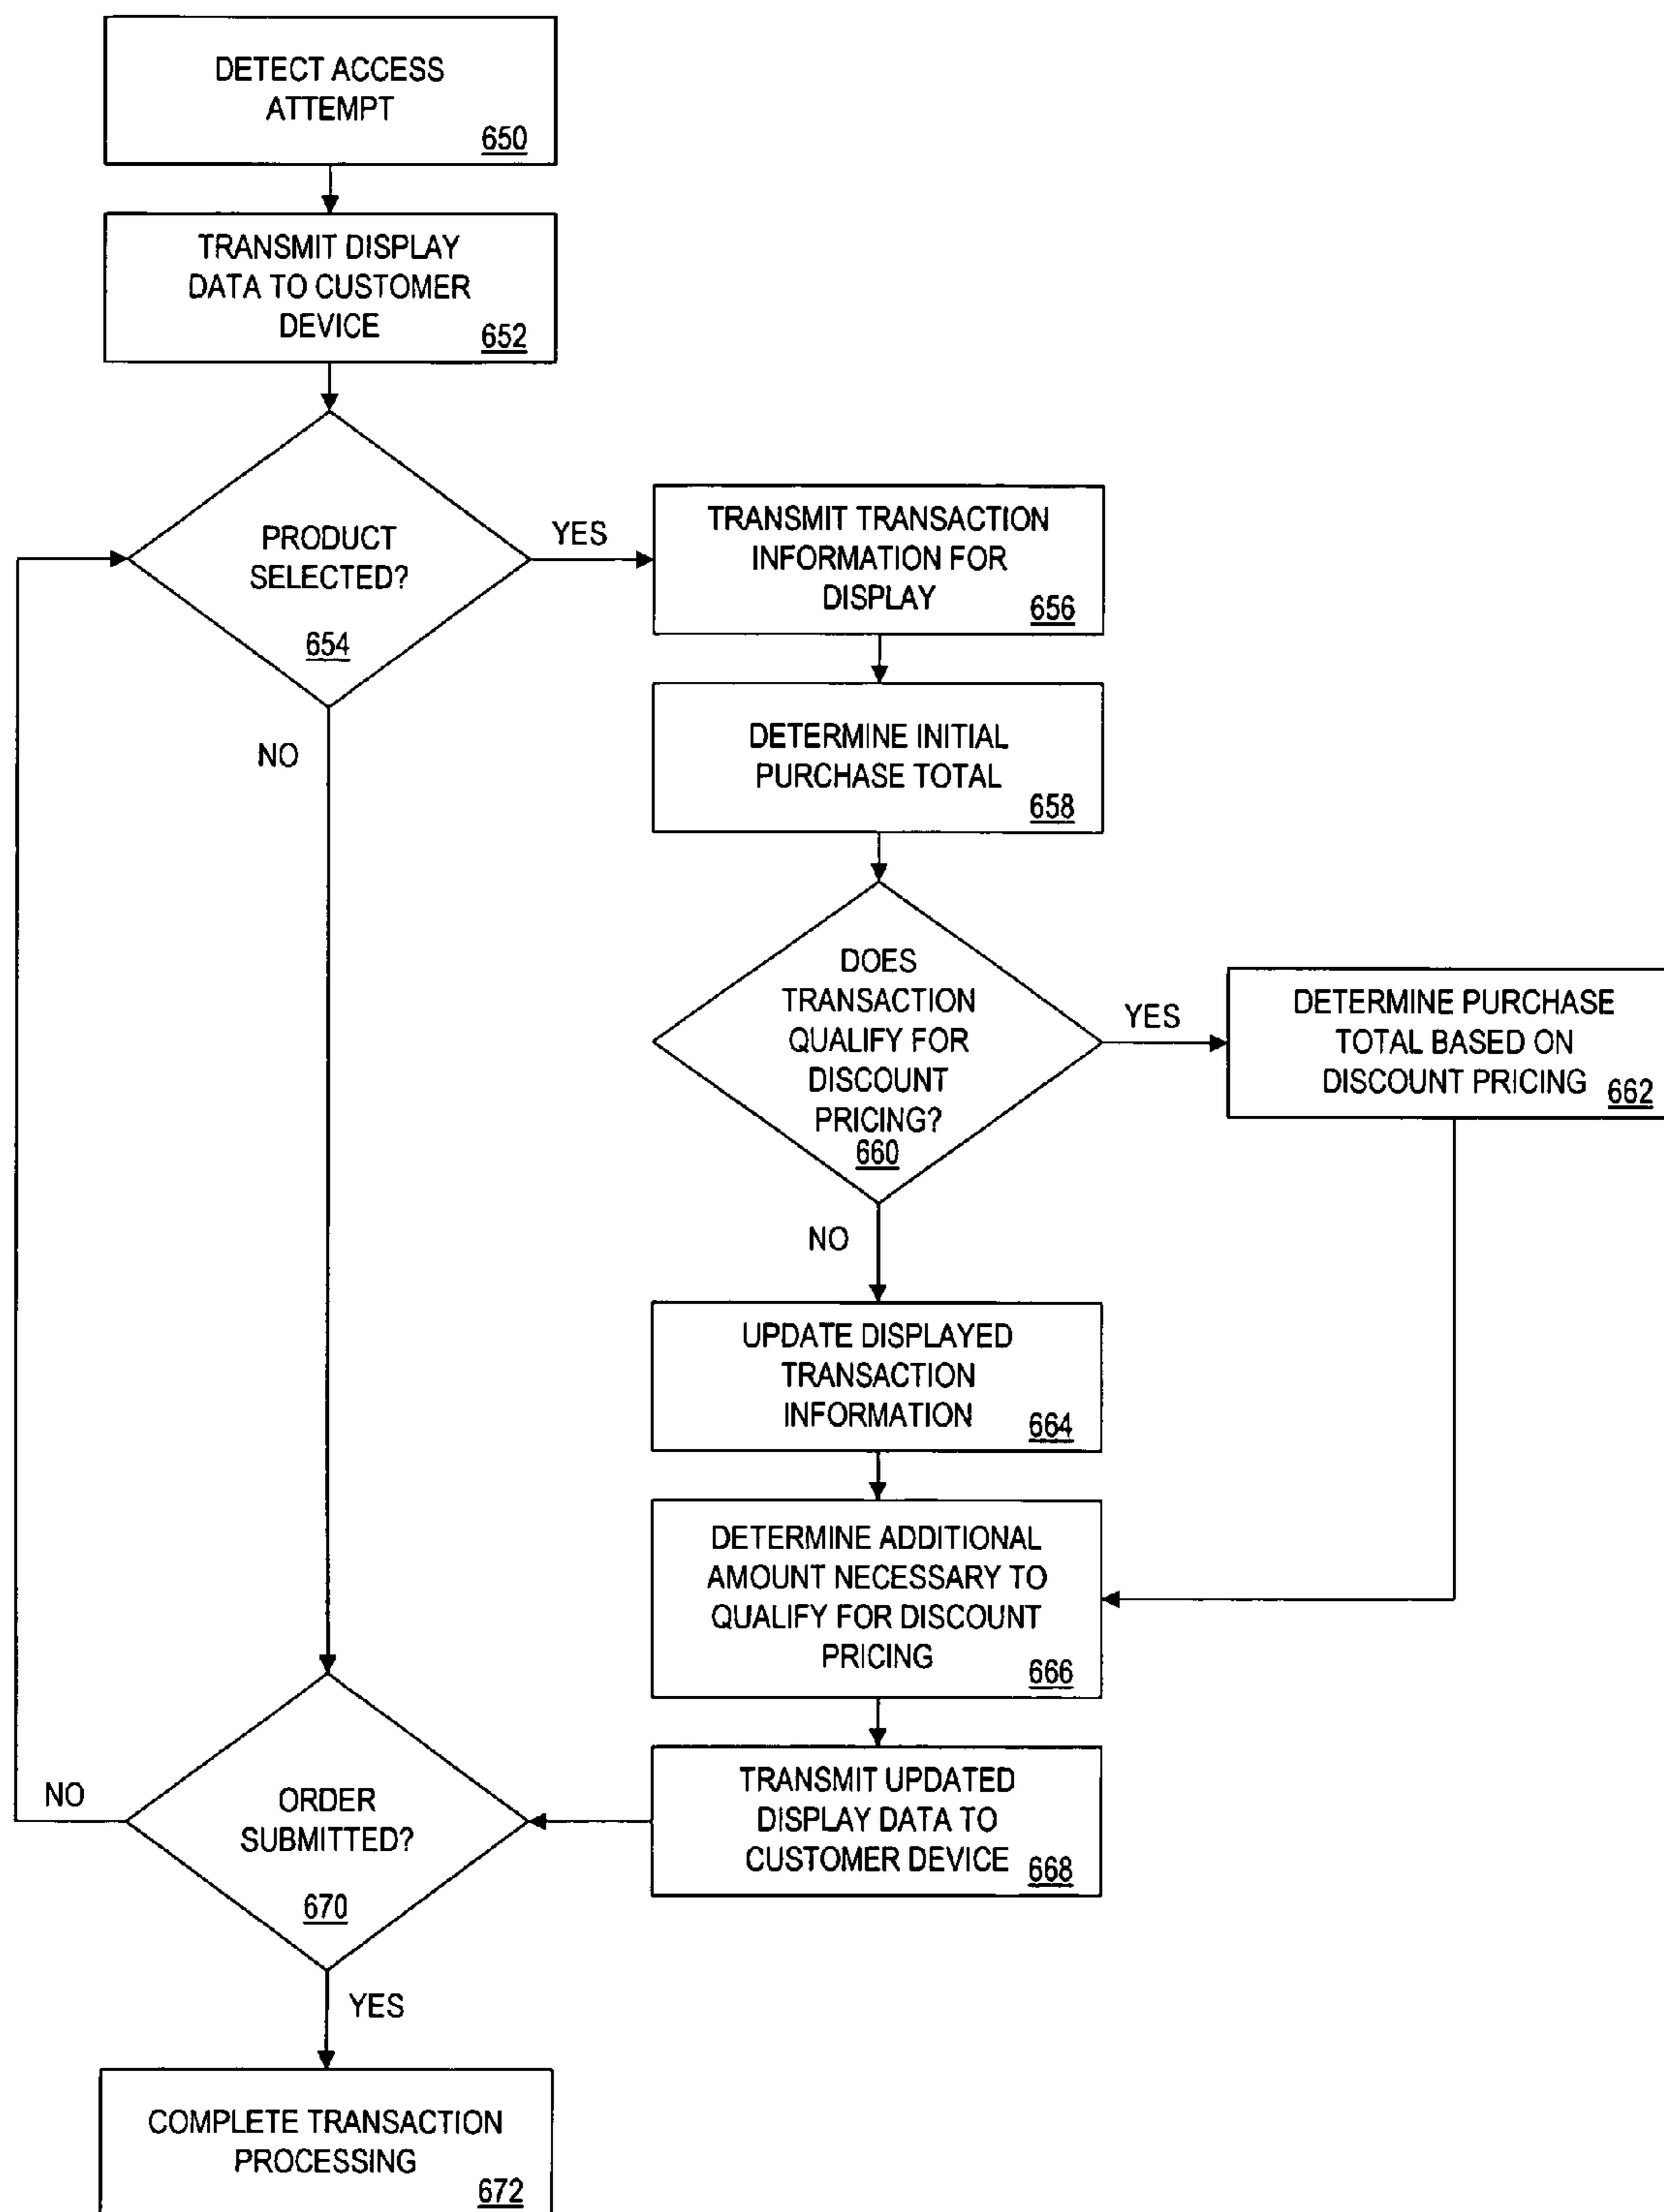 DETECT ACCESS
ATTEMPT
650
TRANSMIT DISPLAY
DATA TO CUSTOMER
DEVICE
652
PRODUCT
SELECTED?
654
YES
NO
TRANSMIT TRANSACTION
INFORMATION FOR
DISPLAY
656
DETERMINE INITIAL
PURCHASE TOTAL
658
DOES
TRANSACTION
QUALIFY FOR
DISCOUNT
PRICING?
660
YES
DETERMINE PURCHASE
TOTAL BASED ON
DISCOUNT PRICING
662
NO
UPDATE DISPLAYED
TRANSACTION
INFORMATION
664
DETERMINE ADDITIONAL
AMOUNT NECESSARY TO
QUALIFY FOR DISCOUNT
PRICING
666
TRANSMIT UPDATED
DISPLAY DATA TO
CUSTOMER DEVICE
668
NO
ORDER
SUBMITTED?
670
YES
COMPLETE TRANSACTION
PROCESSING
672